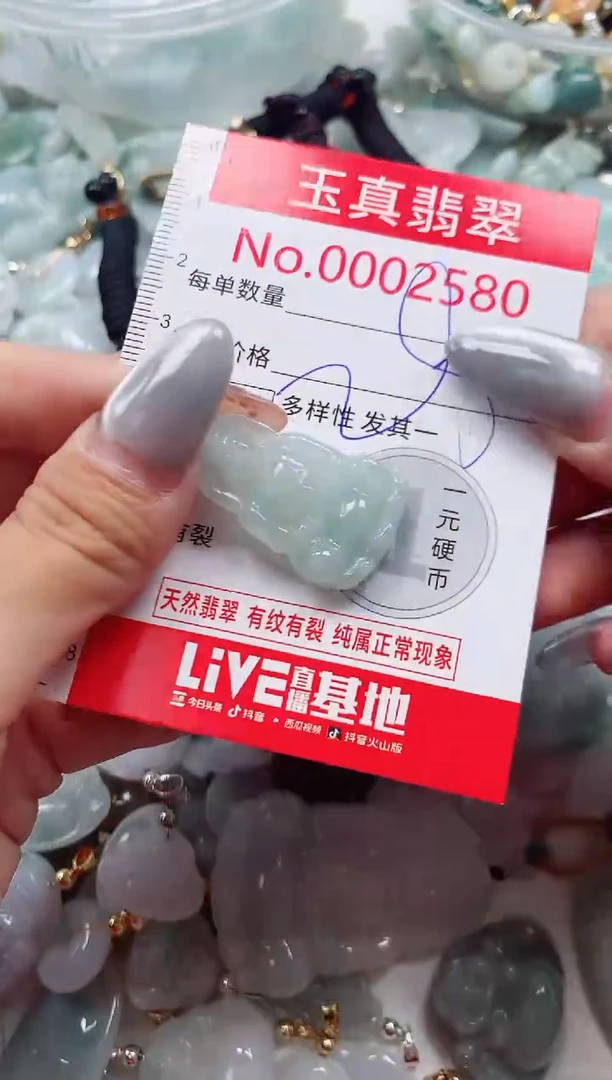 玉真翡翠
No.0002580
每单数量
2
3
价格
多样性 发其一
一元硬币
有裂
天然翡翠 有纹有裂 纯属正常现象
8
LiVE直播基地
今日头条 抖音 · 西瓜视频 抖音火山版